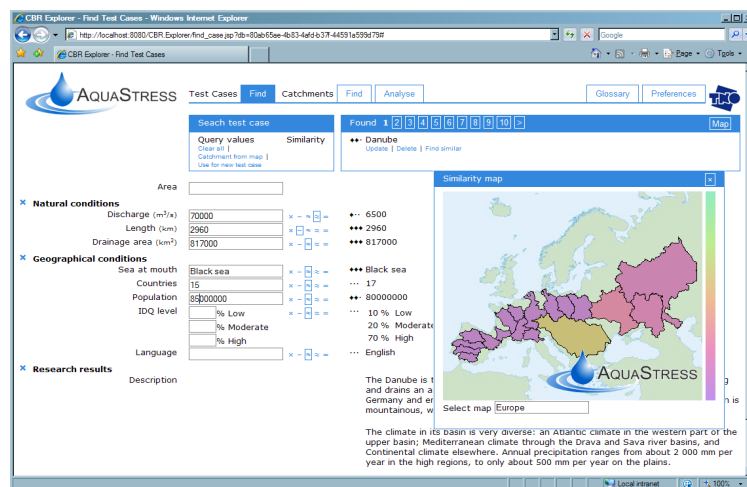 CBR Explorer - Find Test Cases - Windows Internet Explorer
http://localhost:8080/CBR_Explorer/find_case.jsp?db=80ab65ae-4b83-4afd-b37f-44591a599d79#
Google
CBR Explorer - Find Test Cases
Page
Tools
AQUASTRESS
Test Cases Find Catchments Find Analyse Glossary Preferences
TNO
Seach test case
Found 1 2 3 4 5 6 7 8 9 10 > Map
Query values Similarity
Clear all |
Catchment from map |
Use for new test case
Danube
Update | Delete | Find similar
Similarity map
Area
× Natural conditions
Discharge (m³/s) 70000 × − ≈ ≈ = 6500
Length (km) 2960 × − ≈ ≈ = 2960
Drainage area (km²) 817000 × − ≈ ≈ = 817000
× Geographical conditions
Sea at mouth Black sea × − ≈ ≈ = Black sea
Countries 15 × − ≈ ≈ = 17
Population 85000000 × − ≈ ≈ = 80000000
IDQ level % Low × − ≈ ≈ = 10 % Low
% Moderate 20 % Moderate
% High 70 % High
Language × − ≈ ≈ = English
AQUASTRESS
Select map Europe
× Research results
Description
The Danube is
and drains an a
Germany and en
mountainous, w
The climate in its basin is very diverse: an Atlantic climate in the western part of the
upper basin; Mediterranean climate through the Drava and Sava river basins, and
Continental climate elsewhere. Annual precipitation ranges from about 2 000 mm per
year in the high regions, to only about 500 mm per year on the plains.
Local intranet 100%